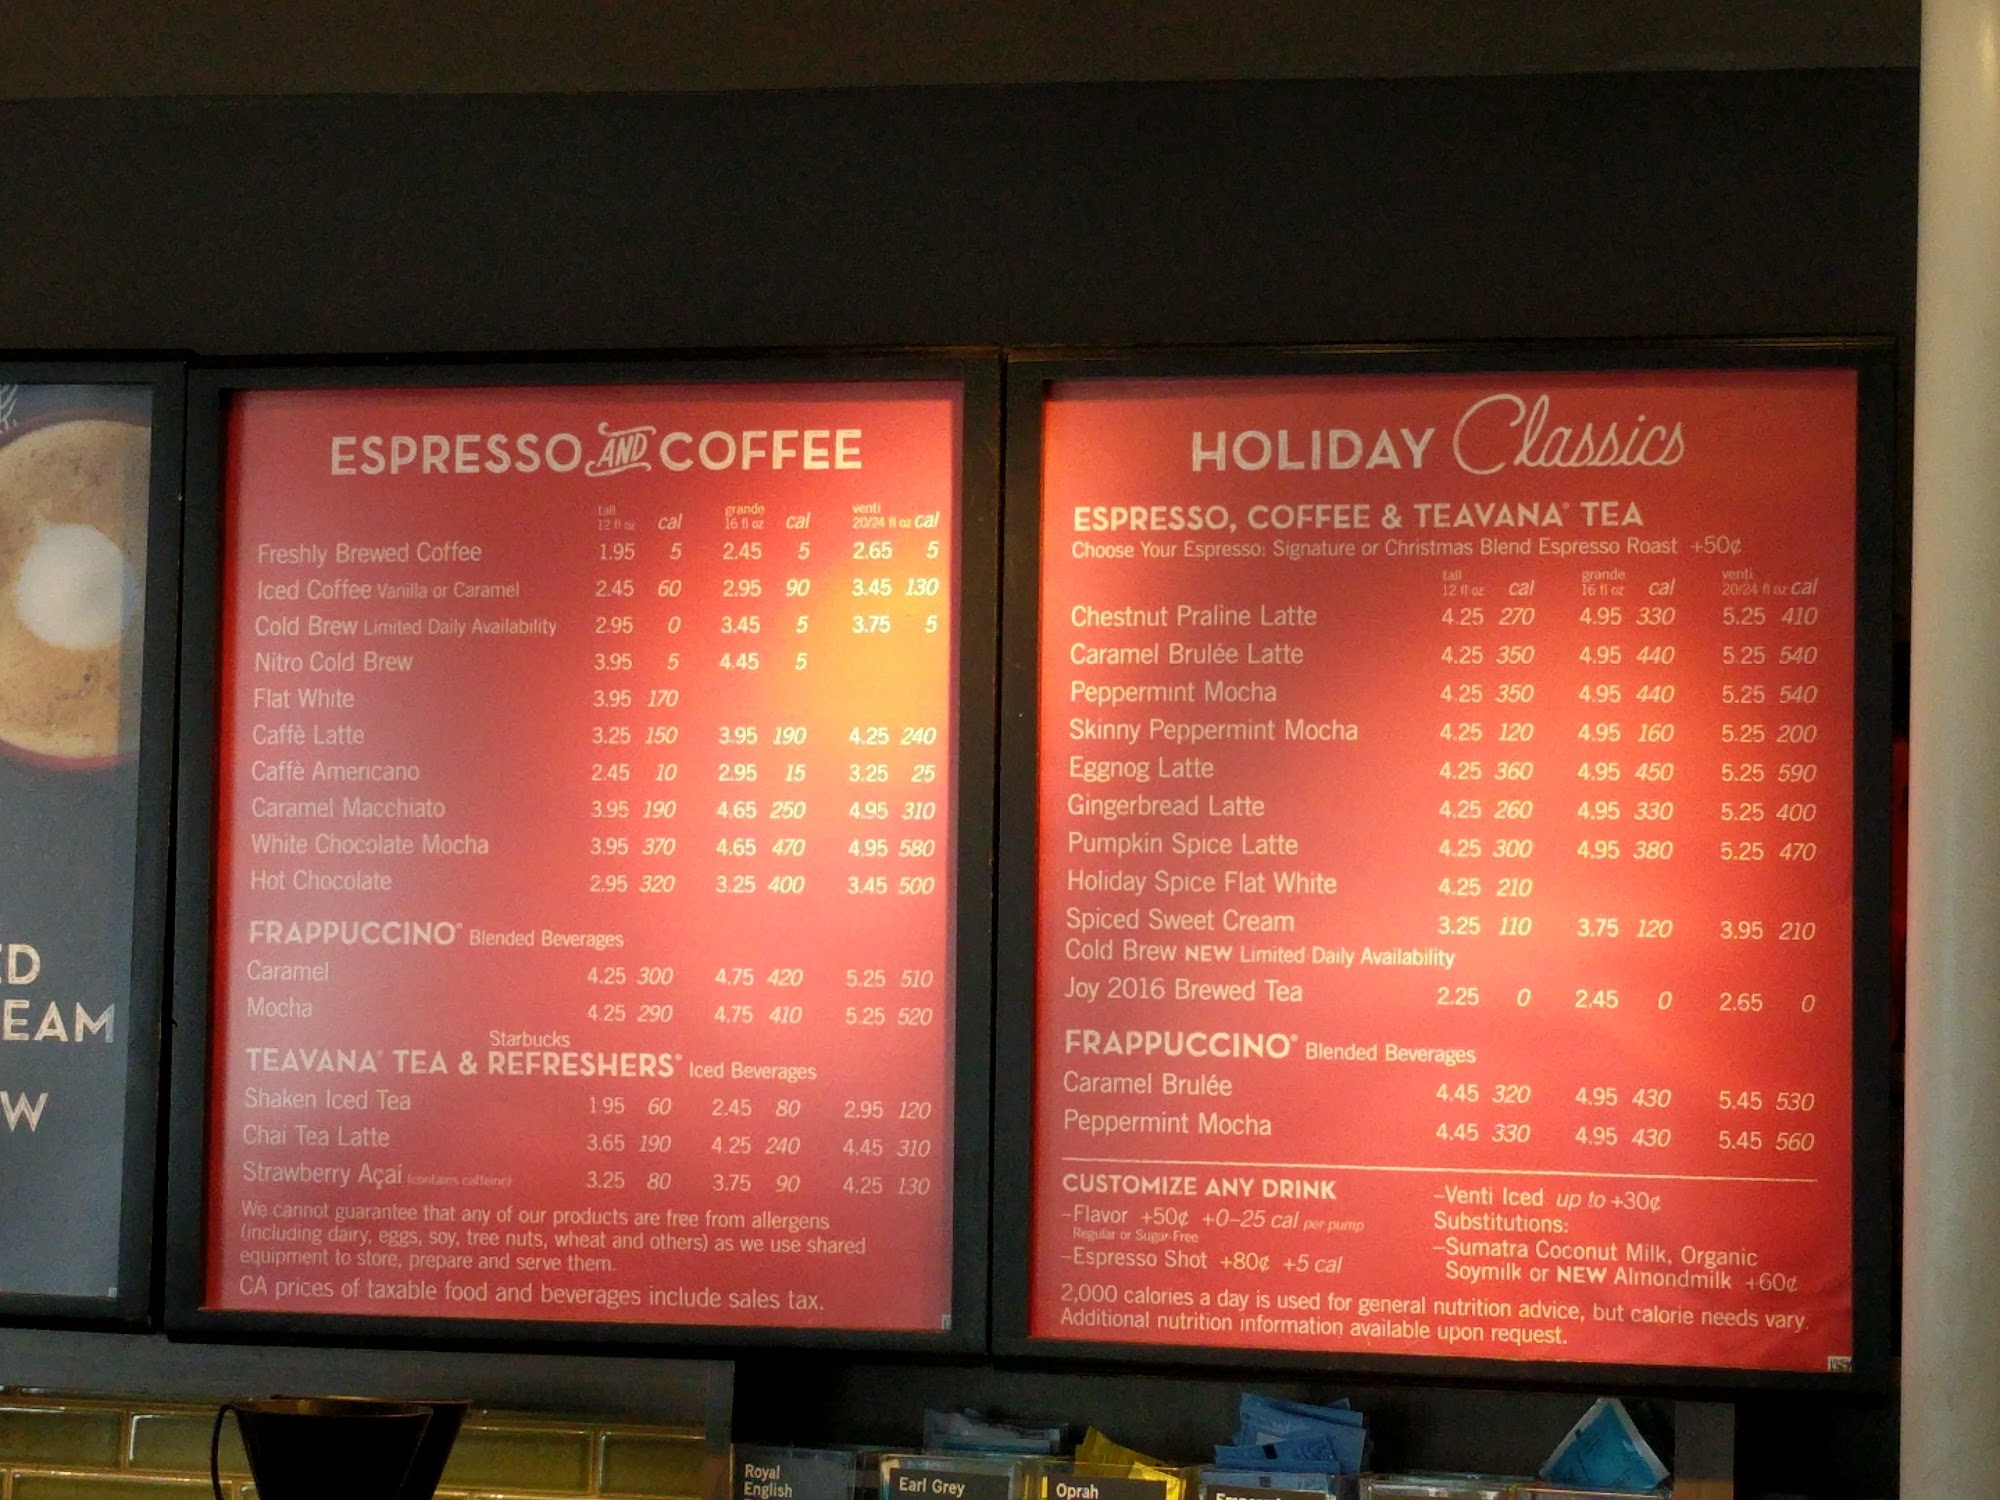 ED
EAM
W
ESPRESSO AND COFFEE
tall 12 fl oz cal grande 16 fl oz cal venti 20/24 fl oz cal
Freshly Brewed Coffee 1.95 5 2.45 5 2.65 5
Iced Coffee Vanilla or Caramel 2.45 60 2.95 90 3.45 130
Cold Brew Limited Daily Availability 2.95 0 3.45 5 3.75 5
Nitro Cold Brew 3.95 5 4.45 5
Flat White 3.95 170
Caffè Latte 3.25 150 3.95 190 4.25 240
Caffè Americano 2.45 10 2.95 15 3.25 25
Caramel Macchiato 3.95 190 4.65 250 4.95 310
White Chocolate Mocha 3.95 370 4.65 470 4.95 580
Hot Chocolate 2.95 320 3.25 400 3.45 500
FRAPPUCCINO® Blended Beverages
Caramel 4.25 300 4.75 420 5.25 510
Mocha 4.25 290 4.75 410 5.25 520
Starbucks
TEAVANA® TEA & REFRESHERS® Iced Beverages
Shaken Iced Tea 1.95 60 2.45 80 2.95 120
Chai Tea Latte 3.65 190 4.25 240 4.45 310
Strawberry Açaí (contains caffeine) 3.25 80 3.75 90 4.25 130
We cannot guarantee that any of our products are free from allergens
(including dairy, eggs, soy, tree nuts, wheat and others) as we use shared
equipment to store, prepare and serve them.
CA prices of taxable food and beverages include sales tax.
HOLIDAY Classics
ESPRESSO, COFFEE & TEAVANA® TEA
Choose Your Espresso: Signature or Christmas Blend Espresso Roast +50¢
tall 12 fl oz cal grande 16 fl oz cal venti 20/24 fl oz cal
Chestnut Praline Latte 4.25 270 4.95 330 5.25 410
Caramel Brulée Latte 4.25 350 4.95 440 5.25 540
Peppermint Mocha 4.25 350 4.95 440 5.25 540
Skinny Peppermint Mocha 4.25 120 4.95 160 5.25 200
Eggnog Latte 4.25 360 4.95 450 5.25 590
Gingerbread Latte 4.25 260 4.95 330 5.25 400
Pumpkin Spice Latte 4.25 300 4.95 380 5.25 470
Holiday Spice Flat White 4.25 210
Spiced Sweet Cream 3.25 110 3.75 120 3.95 210
Cold Brew NEW Limited Daily Availability
Joy 2016 Brewed Tea 2.25 0 2.45 0 2.65 0
FRAPPUCCINO® Blended Beverages
Caramel Brulée 4.45 320 4.95 430 5.45 530
Peppermint Mocha 4.45 330 4.95 430 5.45 560
CUSTOMIZE ANY DRINK
–Flavor +50¢ +0–25 cal per pump
Regular or Sugar-Free
–Espresso Shot +80¢ +5 cal
–Venti Iced up to +30¢
Substitutions:
–Sumatra Coconut Milk, Organic
Soymilk or NEW Almondmilk +60¢
2,000 calories a day is used for general nutrition advice, but calorie needs vary.
Additional nutrition information available upon request.
Royal
English
Earl Grey
Oprah